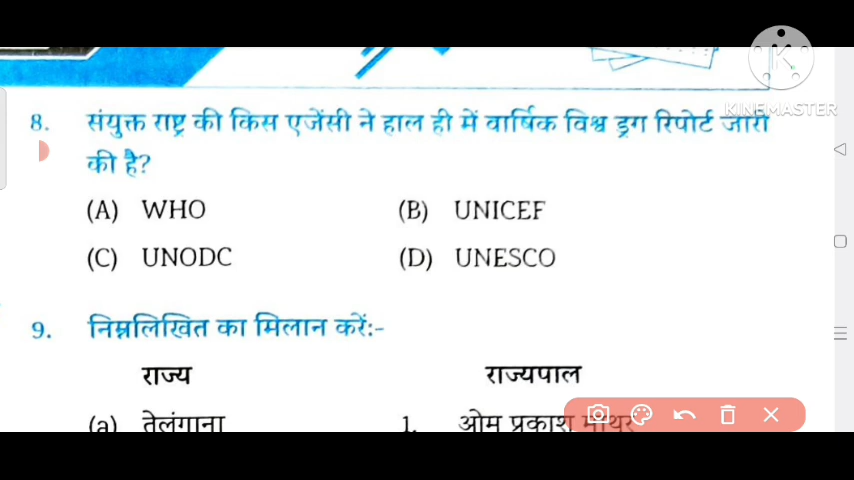 KINEMASTER
8. संयुक्त राष्ट्र की किस एजेंसी ने हाल ही में वार्षिक विश्व ड्रग रिपोर्ट जारी
की है?
(A) WHO (B) UNICEF
(C) UNODC (D) UNESCO
9. निम्नलिखित का मिलान करें:-
राज्य राज्यपाल
(a) तेलंगाना 1. ओम प्रकाश माथुर